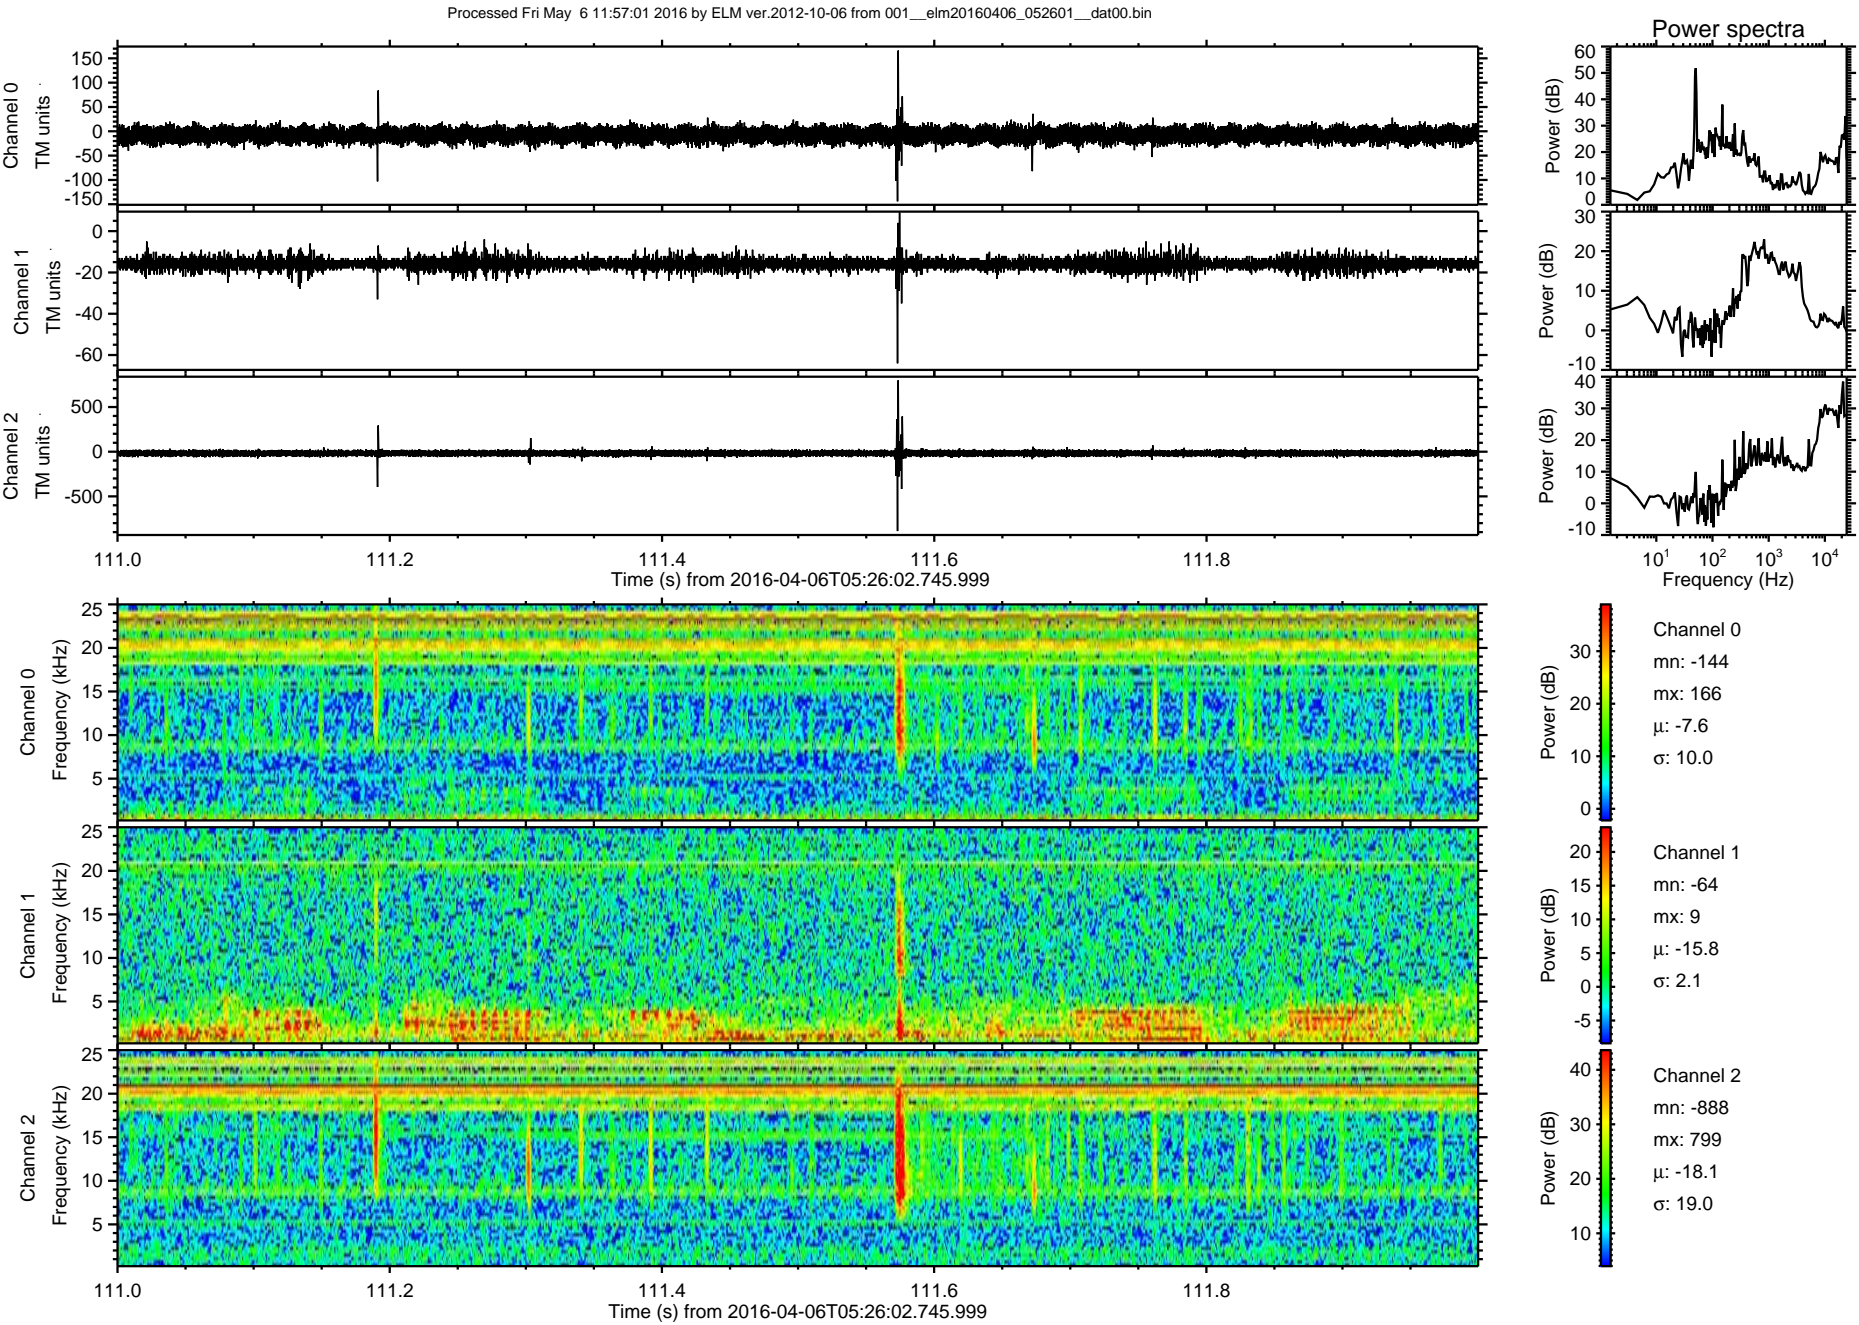 Processed Fri May  6 11:57:01 2016 by ELM ver.2012-10-06 from 001__elm20160406_052601__dat00.bin
Power spectra
Channel 0
TM units
150
100
50
0
-50
-100
-150
Power (dB)
60
50
40
30
20
10
0
Channel 1
TM units
0
-20
-40
-60
Power (dB)
30
20
10
0
-10
Channel 2
TM units
500
0
-500
Power (dB)
40
30
20
10
0
-10
111.0
111.2
111.4
111.6
111.8
Time (s) from 2016-04-06T05:26:02.745.999
10^1
10^2
10^3
10^4
Frequency (Hz)
Channel 0
Frequency (kHz)
25
20
15
10
5
Power (dB)
30
20
10
0
Channel 0
mn: -144
mx: 166
μ: -7.6
σ: 10.0
Channel 1
Frequency (kHz)
25
20
15
10
5
Power (dB)
20
15
10
5
0
-5
Channel 1
mn: -64
mx: 9
μ: -15.8
σ: 2.1
Channel 2
Frequency (kHz)
25
20
15
10
5
Power (dB)
40
30
20
10
Channel 2
mn: -888
mx: 799
μ: -18.1
σ: 19.0
111.0
111.2
111.4
111.6
111.8
Time (s) from 2016-04-06T05:26:02.745.999